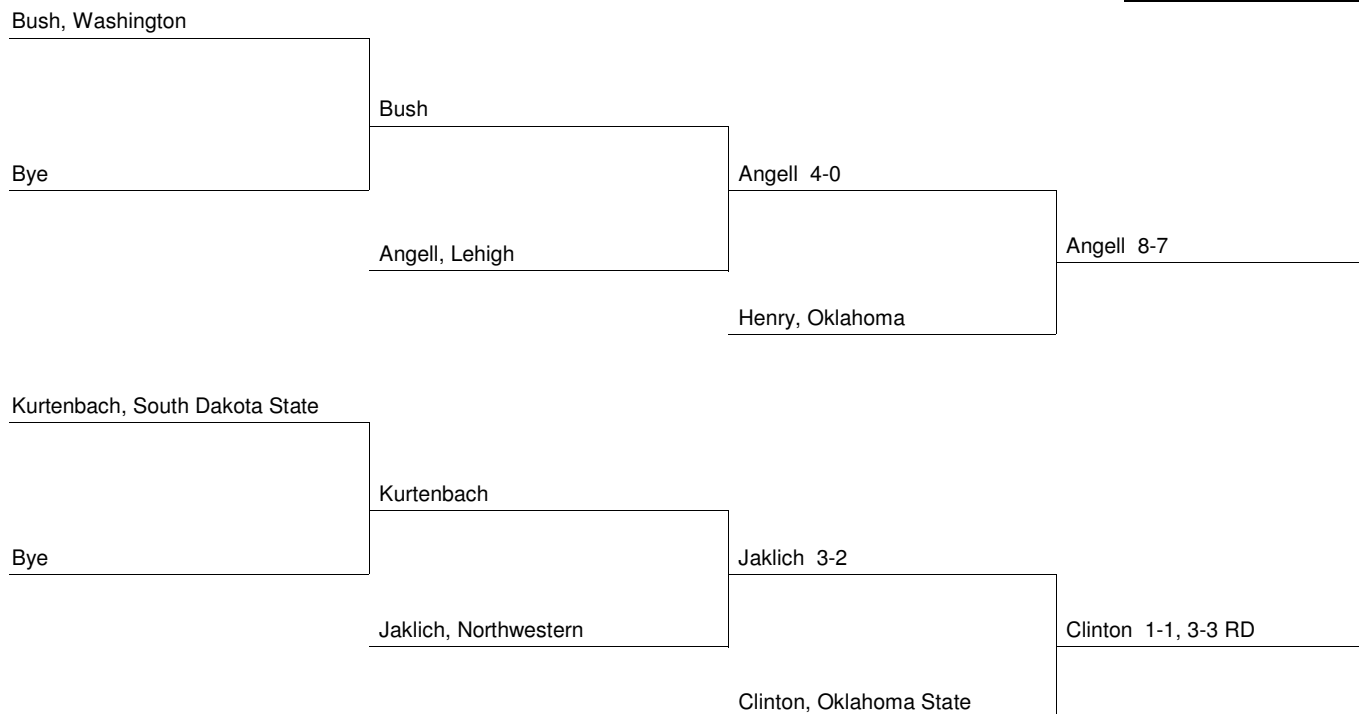 Bush, Washington
Bush
Bye
Angell 4-0
Angell, Lehigh
Angell 8-7
Henry, Oklahoma
Kurtenbach, South Dakota State
Kurtenbach
Bye
Jaklich 3-2
Jaklich, Northwestern
Clinton 1-1, 3-3 RD
Clinton, Oklahoma State